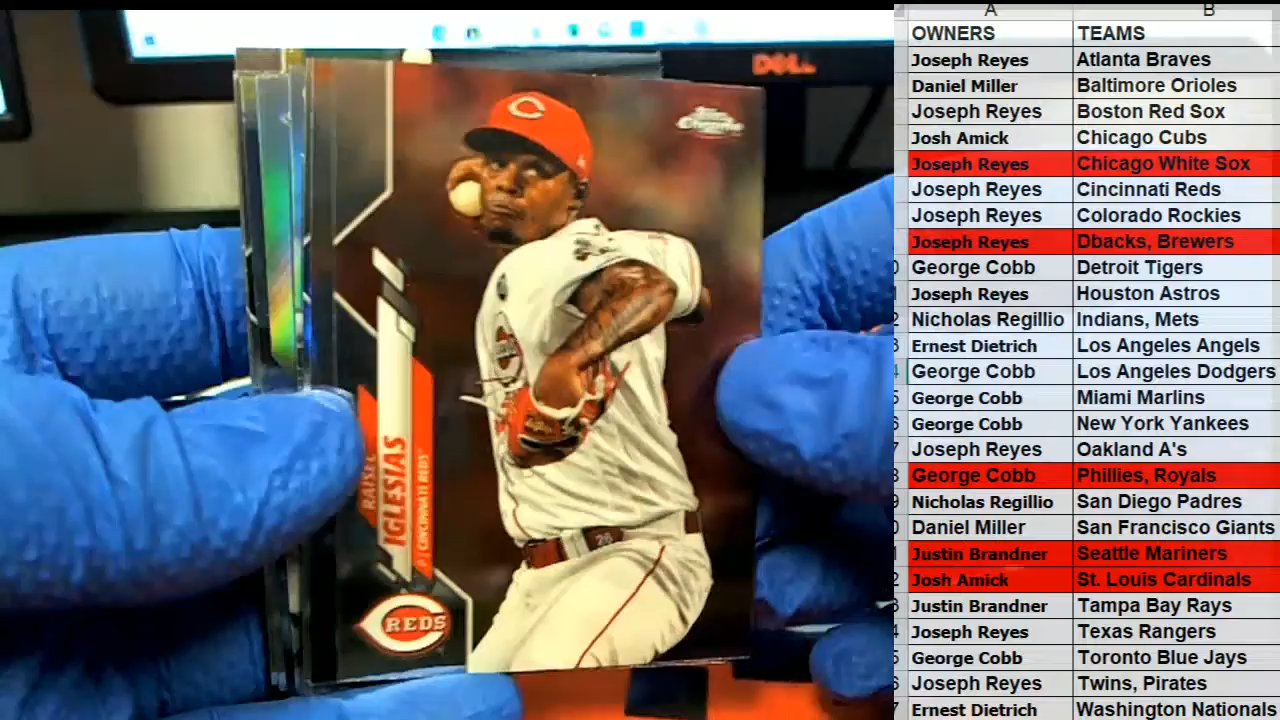 DELL
C
Topps
Chrome
RAISEL
IGLESIAS
CINCINNATI REDS
REDS
26
A B
OWNERS TEAMS
Joseph Reyes Atlanta Braves
Daniel Miller Baltimore Orioles
Joseph Reyes Boston Red Sox
Josh Amick Chicago Cubs
Joseph Reyes Chicago White Sox
Joseph Reyes Cincinnati Reds
Joseph Reyes Colorado Rockies
Joseph Reyes Dbacks, Brewers
George Cobb Detroit Tigers
Joseph Reyes Houston Astros
Nicholas Regillio Indians, Mets
Ernest Dietrich Los Angeles Angels
George Cobb Los Angeles Dodgers
George Cobb Miami Marlins
George Cobb New York Yankees
Joseph Reyes Oakland A's
George Cobb Phillies, Royals
Nicholas Regillio San Diego Padres
Daniel Miller San Francisco Giants
Justin Brandner Seattle Mariners
Josh Amick St. Louis Cardinals
Justin Brandner Tampa Bay Rays
Joseph Reyes Texas Rangers
George Cobb Toronto Blue Jays
Joseph Reyes Twins, Pirates
Ernest Dietrich Washington Nationals